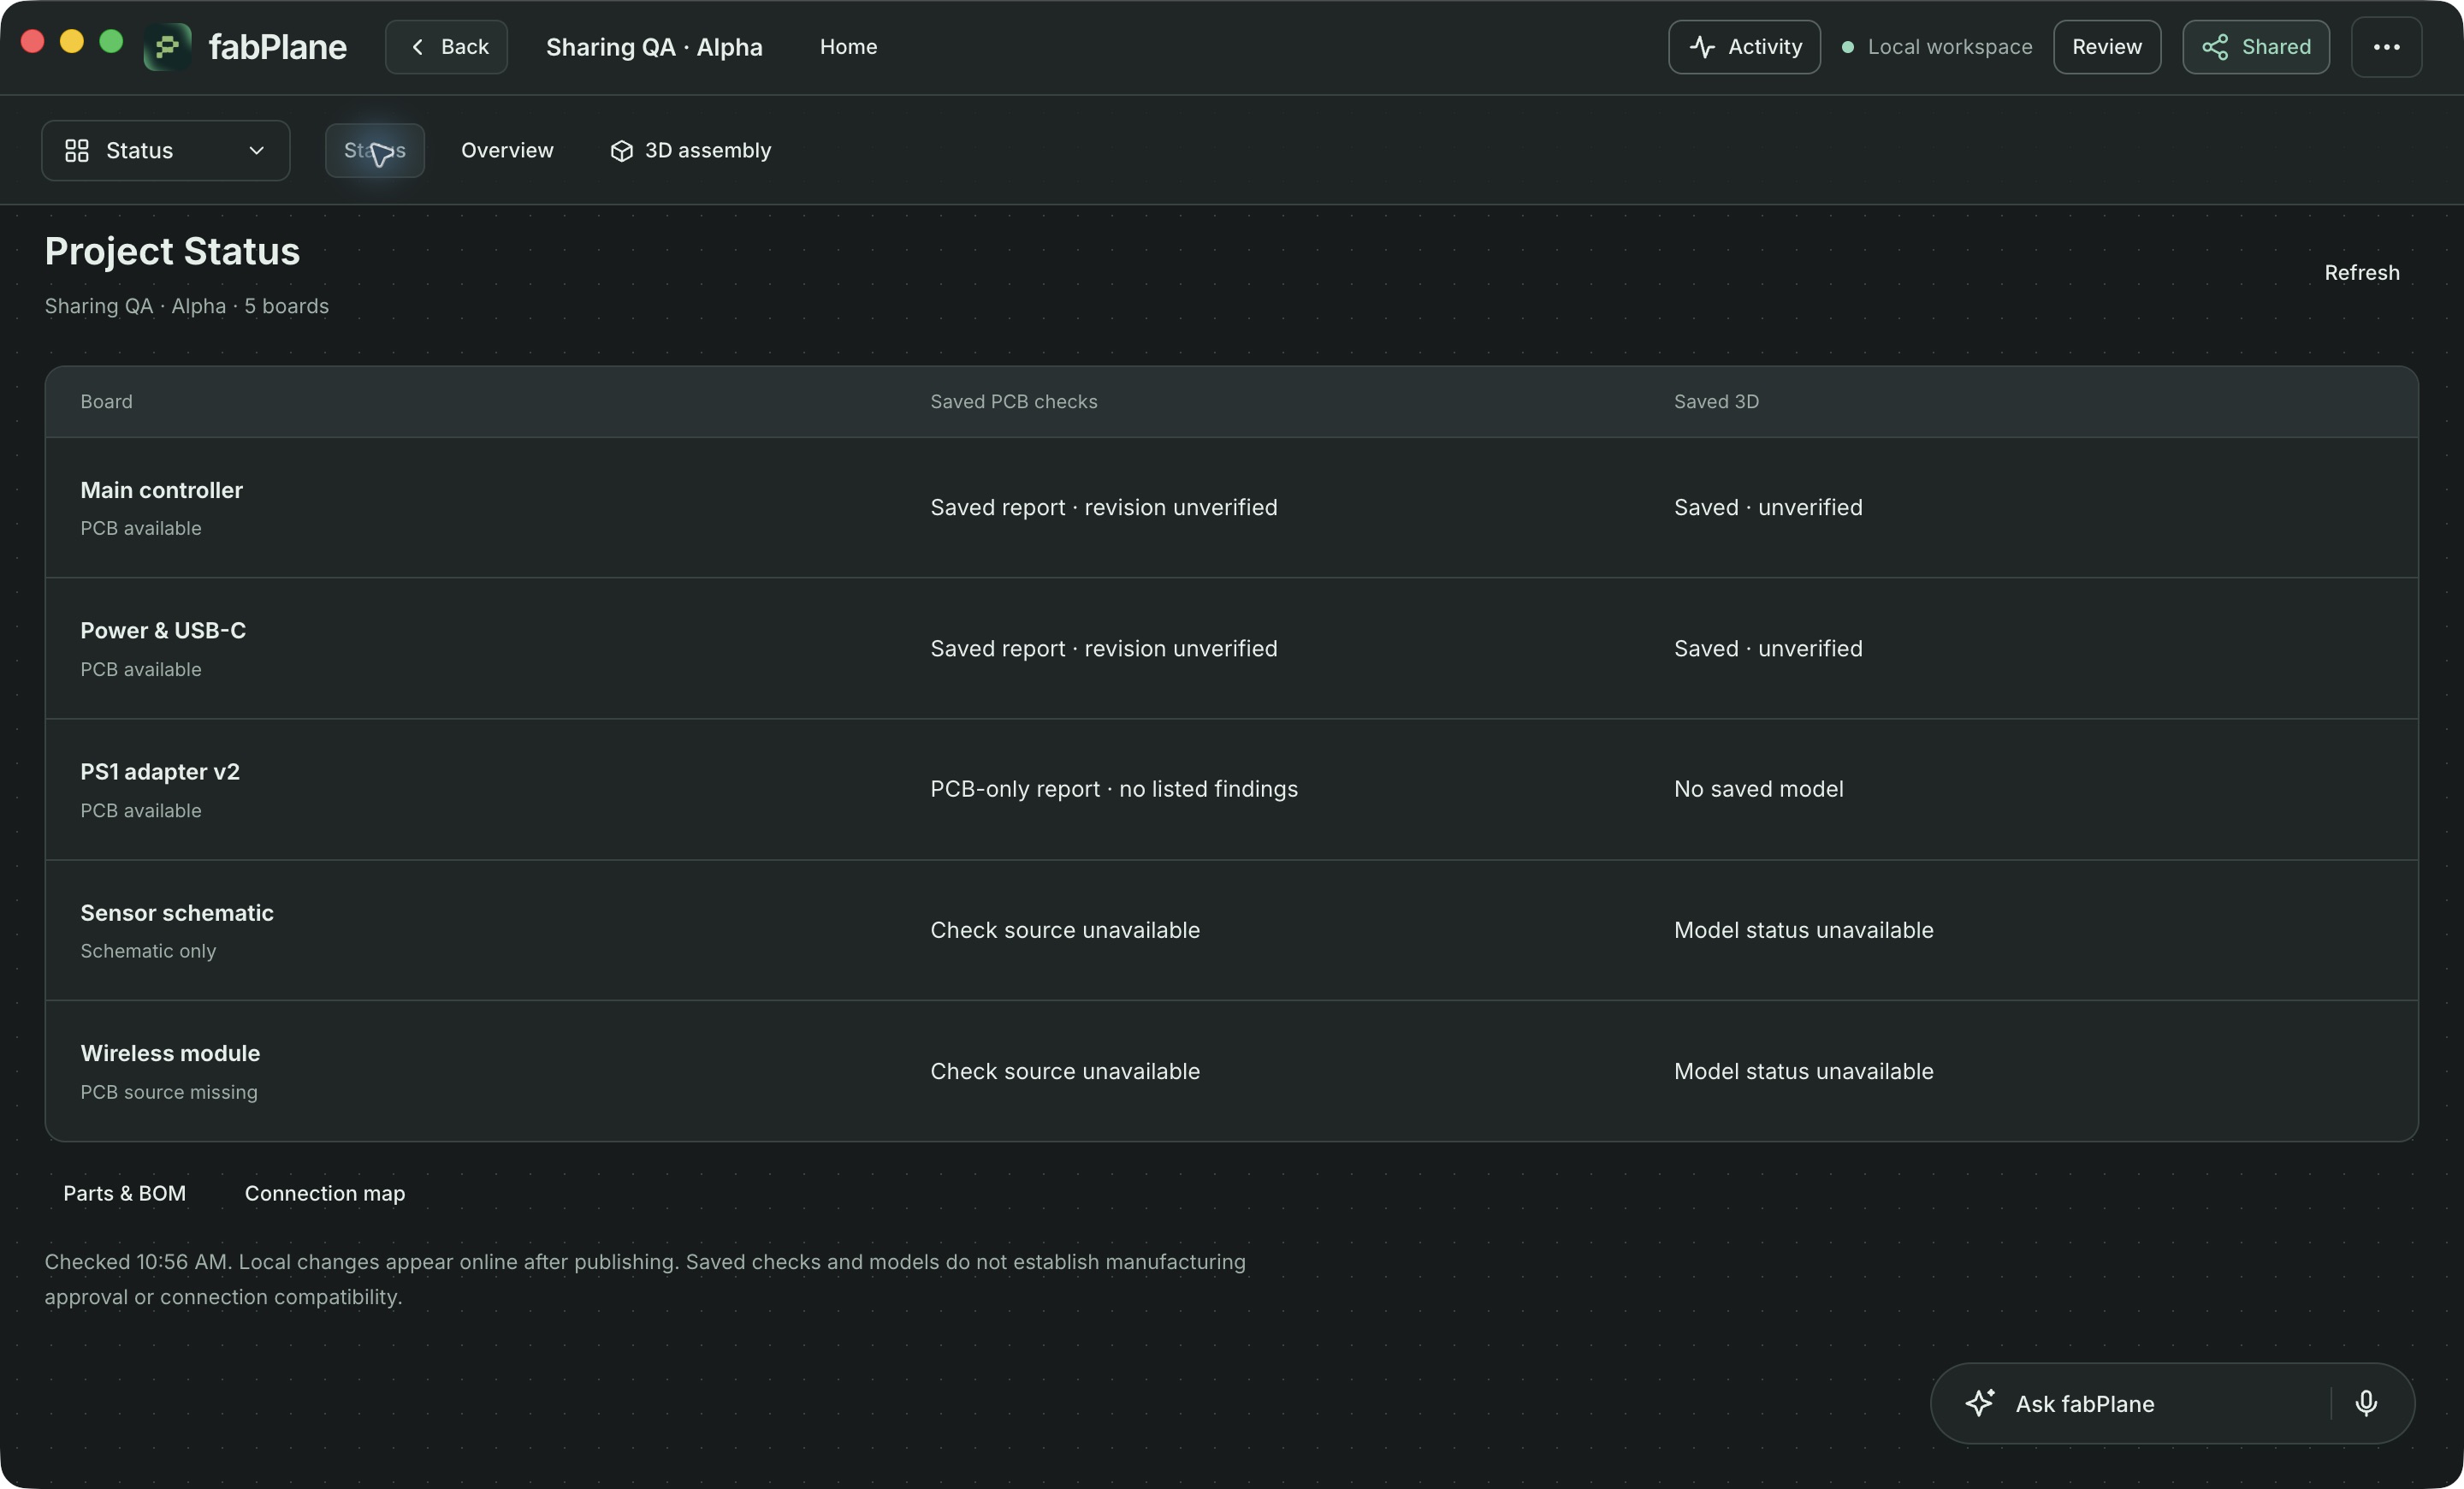 fabPlane
Back
Sharing QA · Alpha
Home
Activity
Local workspace
Review
Shared
Status
Status
Overview
3D assembly
Project Status
Sharing QA · Alpha · 5 boards
Refresh
Board
Saved PCB checks
Saved 3D
Main controller
PCB available
Saved report · revision unverified
Saved · unverified
Power & USB-C
PCB available
Saved report · revision unverified
Saved · unverified
PS1 adapter v2
PCB available
PCB-only report · no listed findings
No saved model
Sensor schematic
Schematic only
Check source unavailable
Model status unavailable
Wireless module
PCB source missing
Check source unavailable
Model status unavailable
Parts & BOM
Connection map
Checked 10:56 AM. Local changes appear online after publishing. Saved checks and models do not establish manufacturing
approval or connection compatibility.
Ask fabPlane